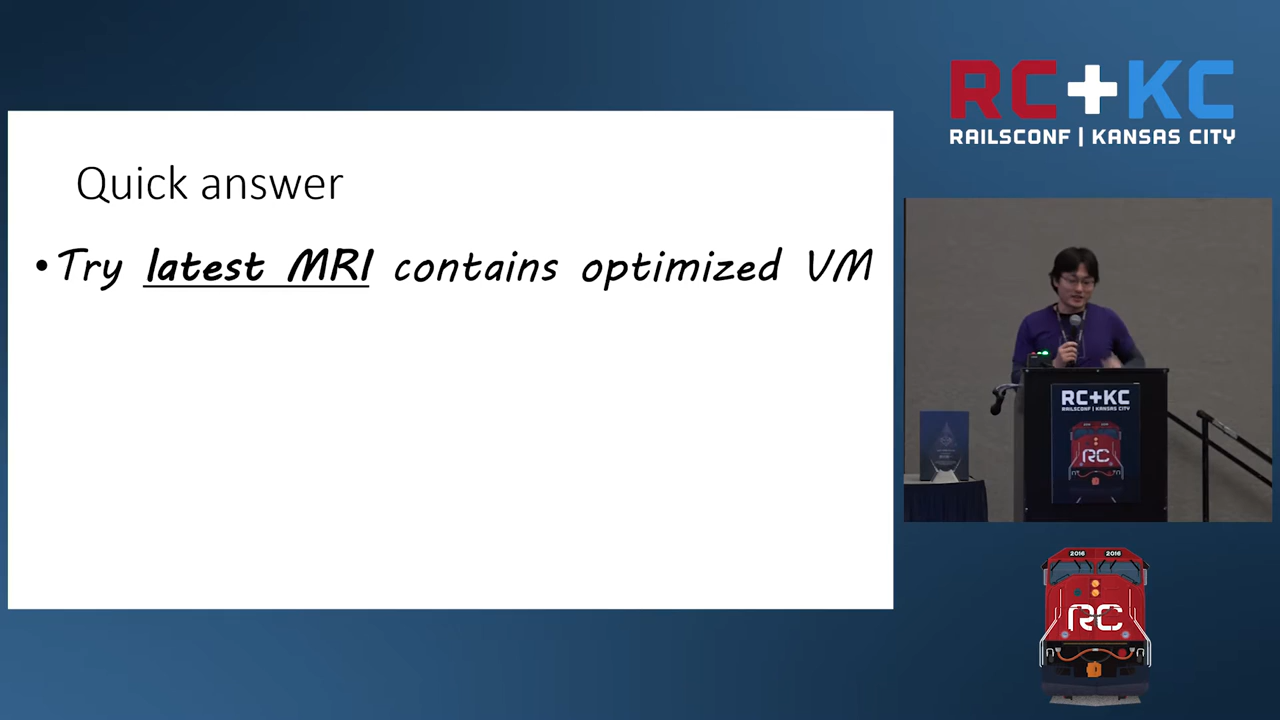 RC+KC
RAILSCONF | KANSAS CITY
Quick answer
• Try latest MRI contains optimized VM
RC+KC
RAILSCONF | KANSAS CITY
RC
2016 2016
RC